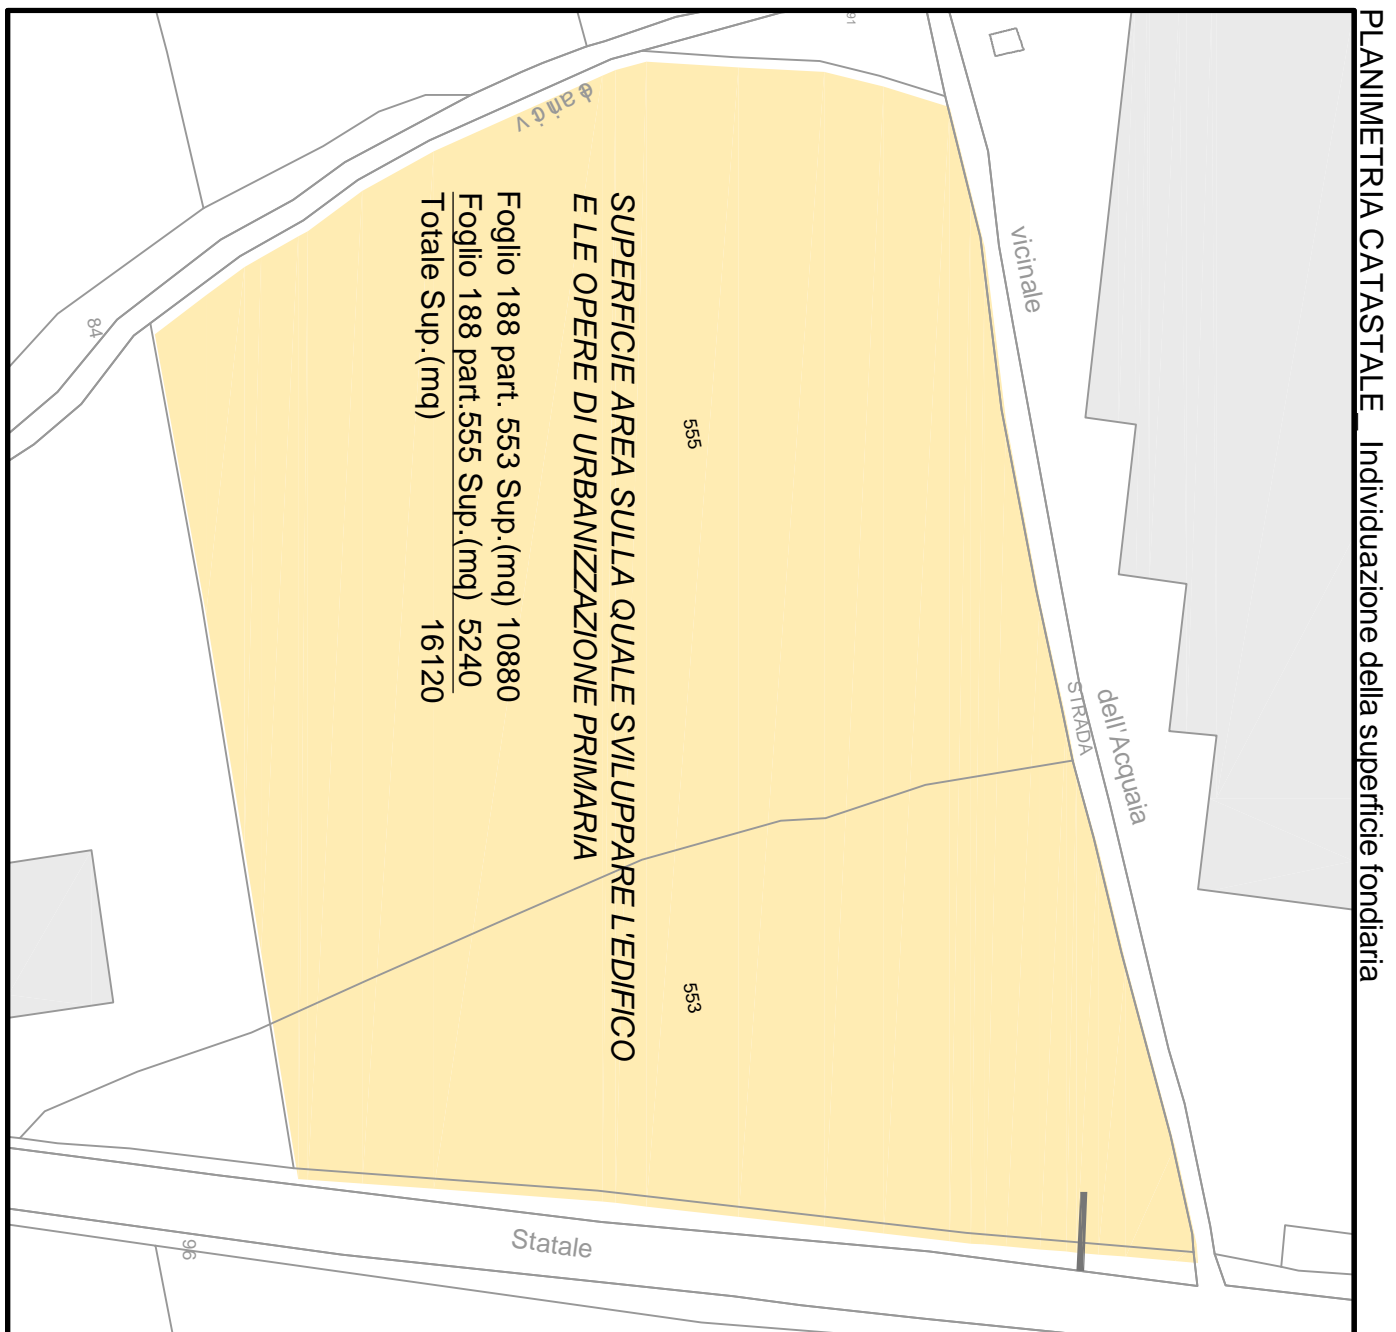 PLANIMETRIA CATASTALE_ Individuazione della superficie fondiaria
91
vicinale
dell'Acquaia
STRADA
555
553
SUPERFICIE AREA SULLA QUALE SVILUPPARE L'EDIFICO
E LE OPERE DI URBANIZZAZIONE PRIMARIA
Foglio 188 part. 553 Sup.(mq) 10880
Foglio 188 part.555 Sup.(mq) 5240
Totale Sup.(mq) 16120
84
Statale
96